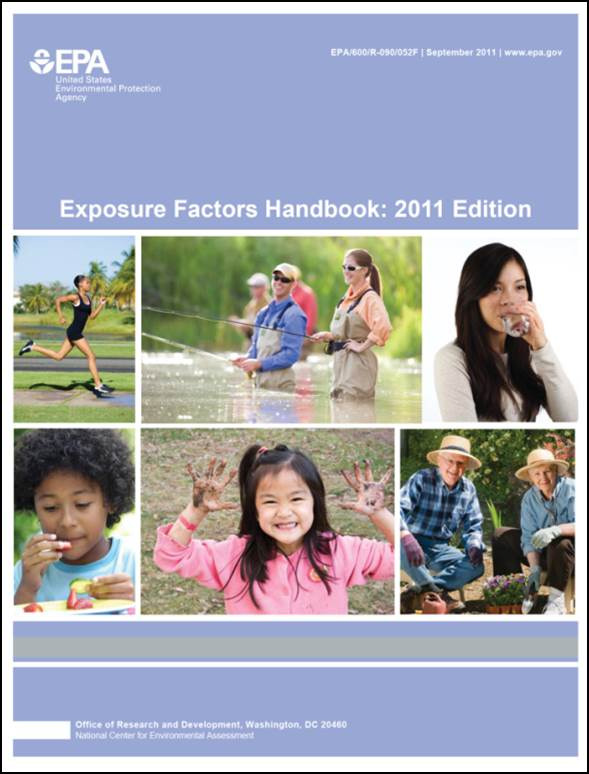 EPA/600/R-090/052F | September 2011 | www.epa.gov
EPA
United States
Environmental Protection
Agency
Exposure Factors Handbook: 2011 Edition
Office of Research and Development, Washington, DC 20460
National Center for Environmental Assessment